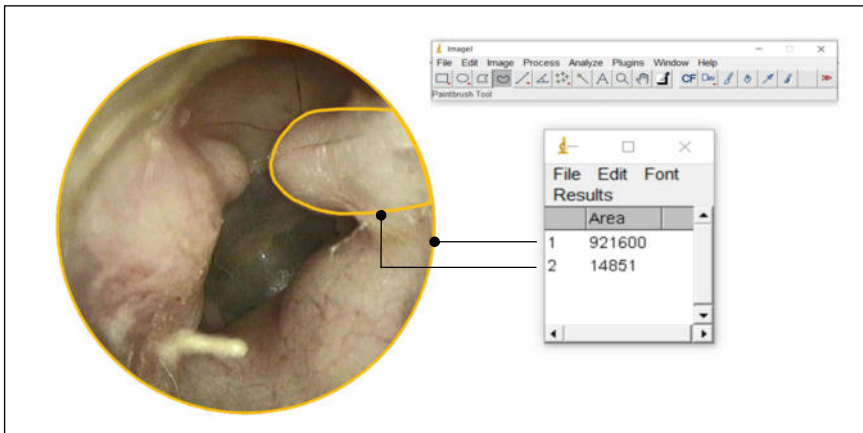 ImageJ
File Edit Image Process Analyze Plugins Window Help
CF Dev
Paintbrush Tool
File Edit Font
Results
Area
1 921600
2 14851